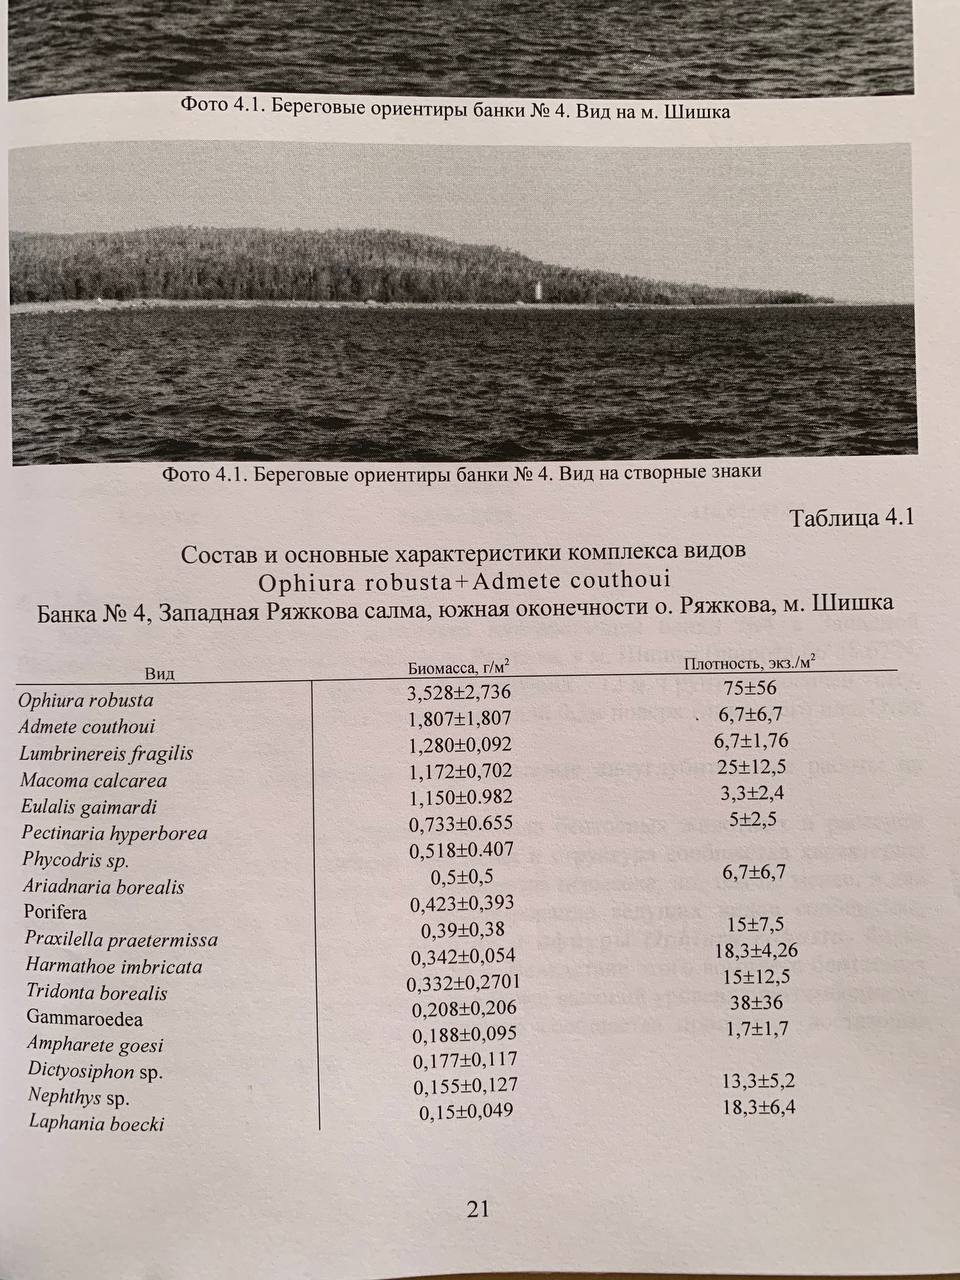 Фото 4.1. Береговые ориентиры банки № 4. Вид на м. Шишка
Фото 4.1. Береговые ориентиры банки № 4. Вид на створные знаки
Таблица 4.1
Состав и основные характеристики комплекса видов
Ophiura robusta+Admete couthoui
Банка № 4, Западная Ряжкова салма, южная оконечности о. Ряжкова, м. Шишка
Вид Биомасса, г/м² Плотность, экз./м²
Ophiura robusta 3,528±2,736 75±56
Admete couthoui 1,807±1,807 6,7±6,7
Lumbrinereis fragilis 1,280±0,092 6,7±1,76
Macoma calcarea 1,172±0,702 25±12,5
Eulalis gaimardi 1,150±0.982 3,3±2,4
Pectinaria hyperborea 0,733±0.655 5±2,5
Phycodris sp. 0,518±0.407
Ariadnaria borealis 0,5±0,5 6,7±6,7
Porifera 0,423±0,393
Praxilella praetermissa 0,39±0,38 15±7,5
Harmathoe imbricata 0,342±0,054 18,3±4,26
Tridonta borealis 0,332±0,2701 15±12,5
Gammaroedea 0,208±0,206 38±36
Ampharete goesi 0,188±0,095 1,7±1,7
Dictyosiphon sp. 0,177±0,117
Nephthys sp. 0,155±0,127 13,3±5,2
Laphania boecki 0,15±0,049 18,3±6,4
21